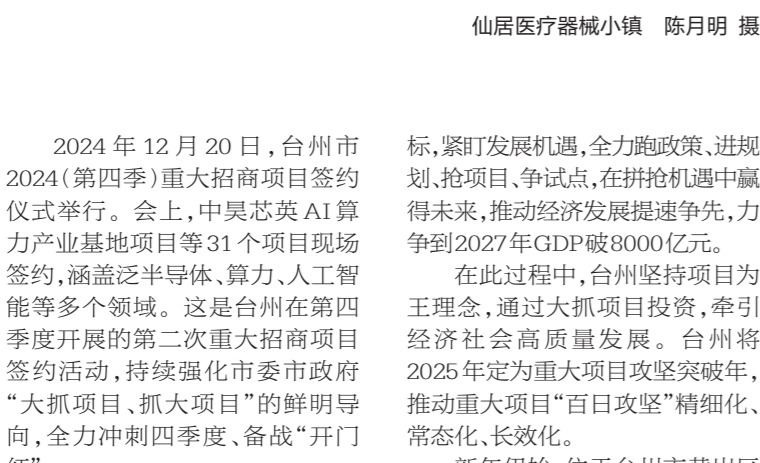 仙居医疗器械小镇 陈月明 摄
2024年12月20日,台州市
2024(第四季)重大招商项目签约
仪式举行。会上,中昊芯英AI算
力产业基地项目等31个项目现场
签约,涵盖泛半导体、算力、人工智
能等多个领域。这是台州在第四
季度开展的第二次重大招商项目
签约活动,持续强化市委市政府
“大抓项目、抓大项目”的鲜明导
向,全力冲刺四季度、备战“开门
标,紧盯发展机遇,全力跑政策、进规
划、抢项目、争试点,在拼抢机遇中赢
得未来,推动经济发展提速争先,力
争到2027年GDP破8000亿元。
在此过程中,台州坚持项目为
王理念,通过大抓项目投资,牵引
经济社会高质量发展。台州将
2025年定为重大项目攻坚突破年,
推动重大项目“百日攻坚”精细化、
常态化、长效化。